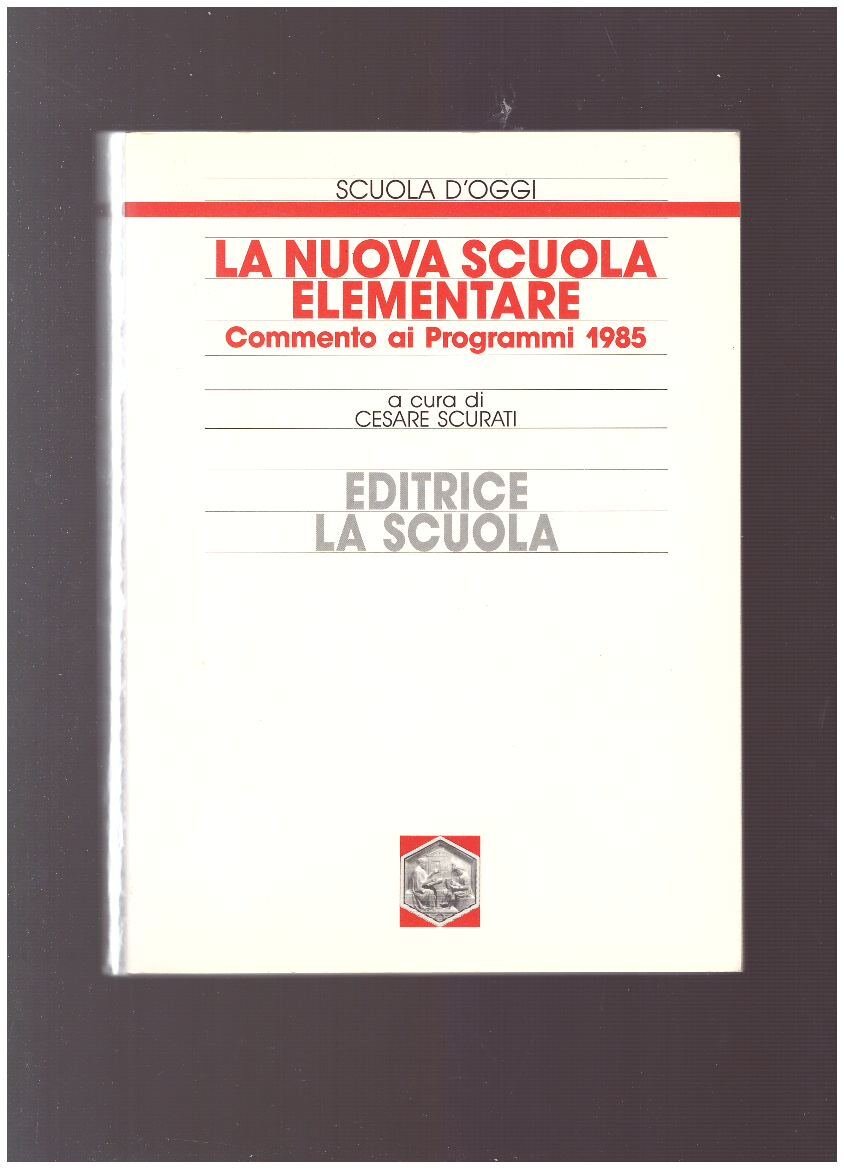 SCUOLA D'OGGI
LA NUOVA SCUOLA
ELEMENTARE
Commento ai Programmi 1985
a cura di
CESARE SCURATI
EDITRICE
LA SCUOLA